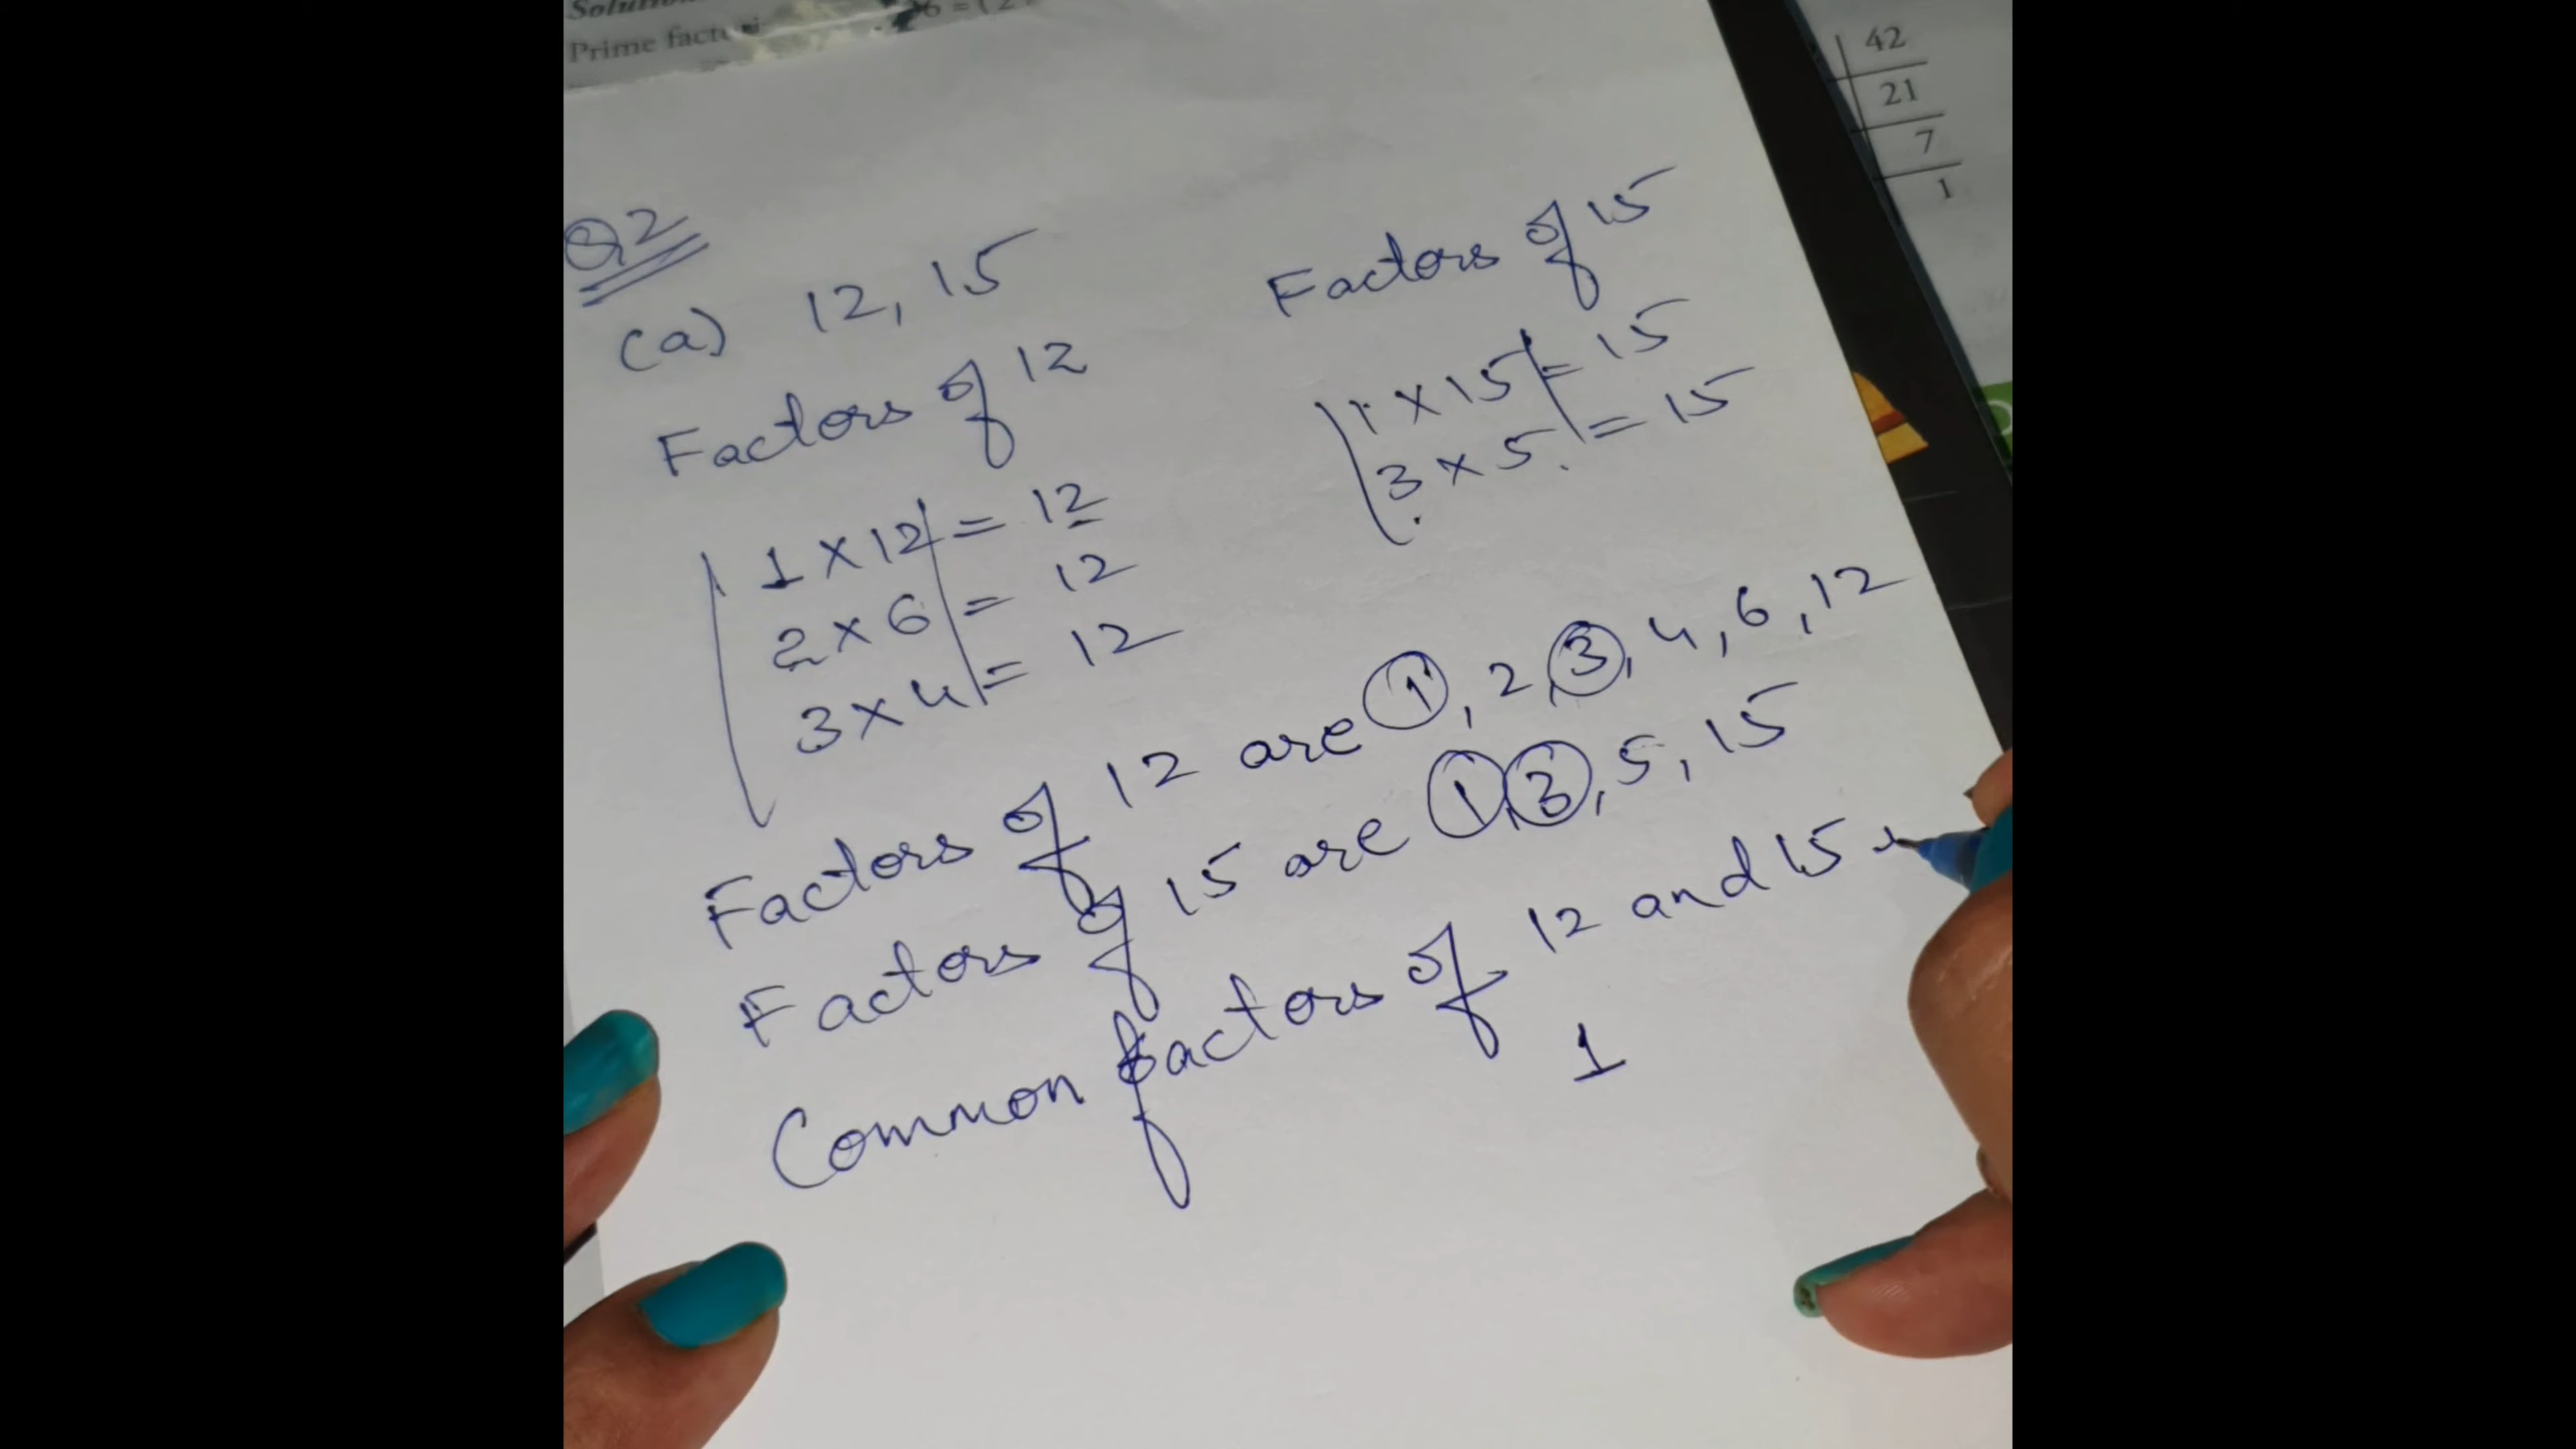 Prime
42
21
7
1
Q2
(a) 12, 15
Factors of 12
1 × 12 = 12
2 × 6 = 12
3 × 4 = 12
Factors of 15
1 × 15 = 15
3 × 5 = 15
Factors of 12 are 1, 2, 3, 4, 6, 12
Factors of 15 are 1, 3, 5, 15
Common factors of 12 and 15
1